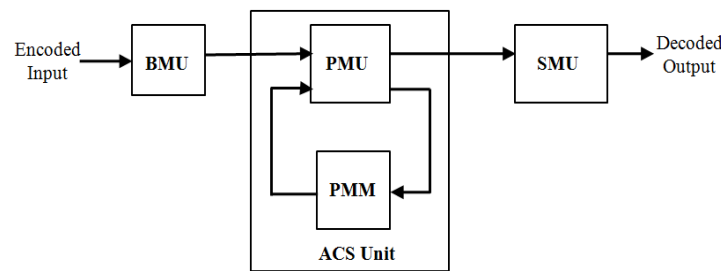 Encoded
Input
BMU
PMU
SMU
Decoded
Output
PMM
ACS Unit